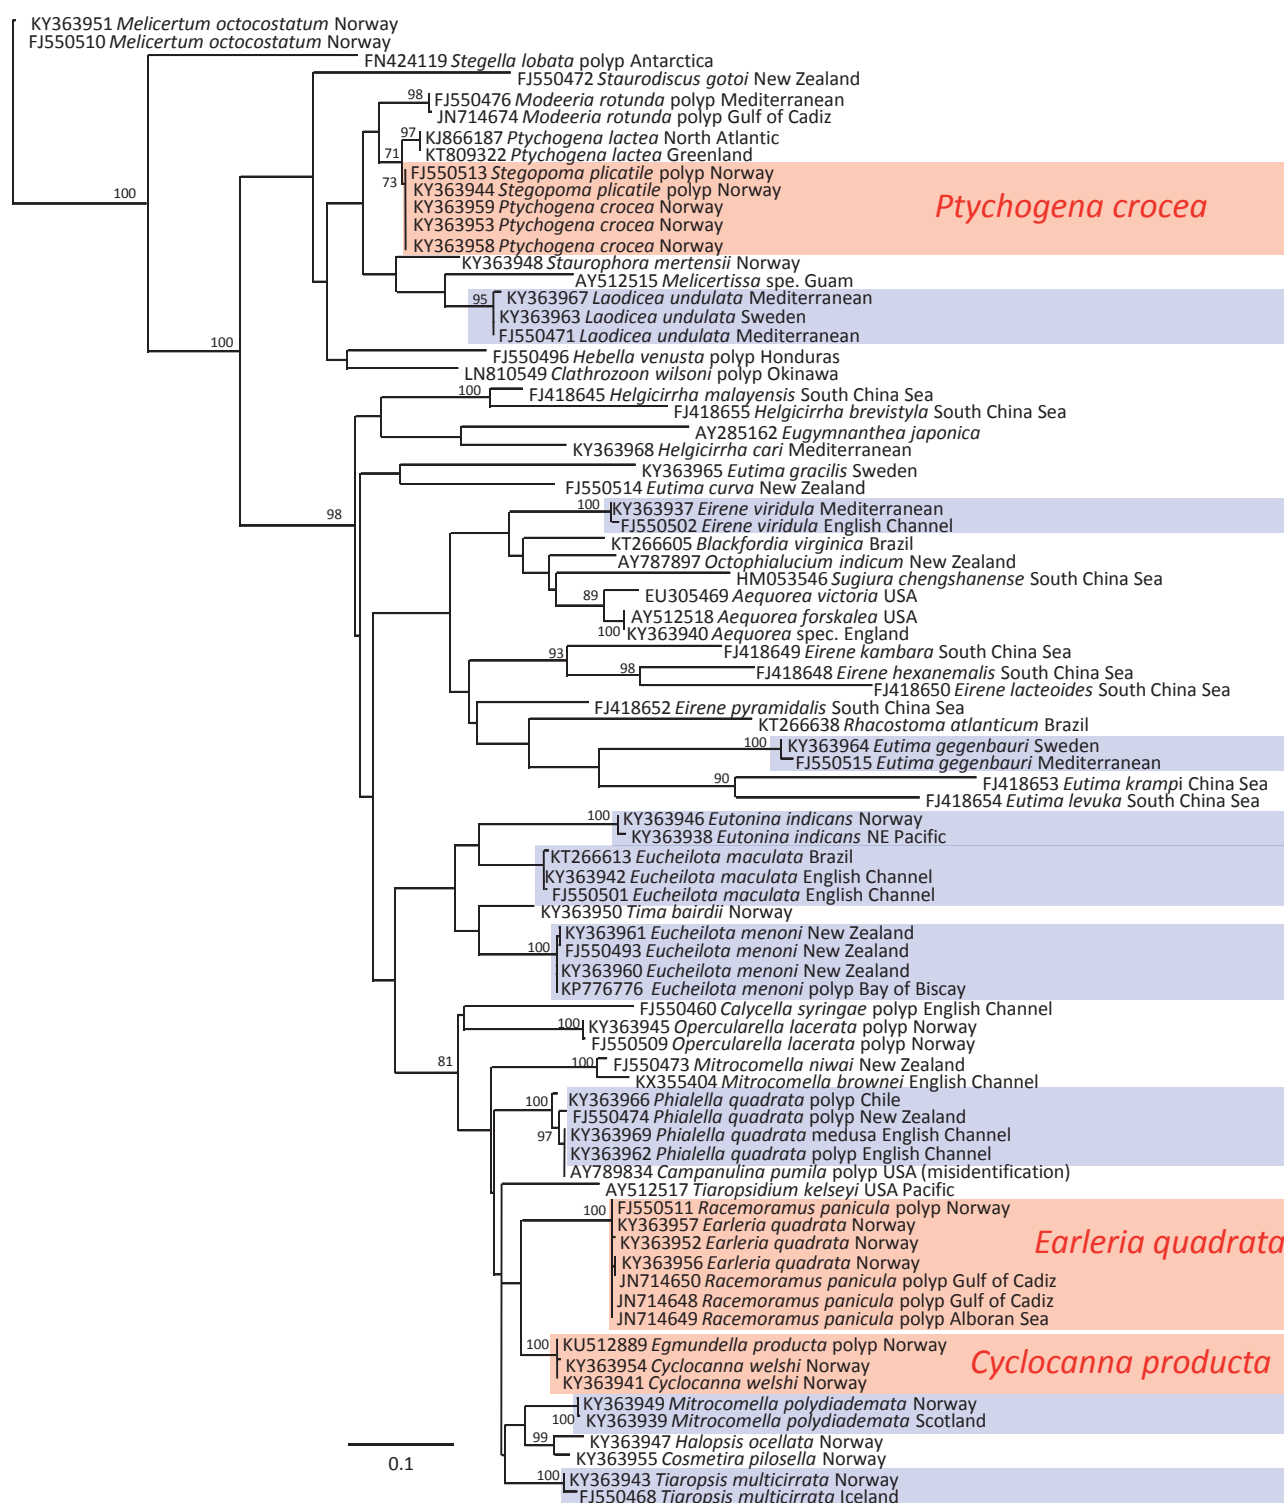 KY363951 Melicertum octocostatum Norway
FJ550510 Melicertum octocostatum Norway
FN424119 Stegella lobata polyp Antarctica
FJ550472 Staurodiscus gotoi New Zealand
98 FJ550476 Modeeria rotunda polyp Mediterranean
JN714674 Modeeria rotunda polyp Gulf of Cadiz
97 KJ866187 Ptychogena lactea North Atlantic
71 KT809322 Ptychogena lactea Greenland
FJ550513 Stegopoma plicatile polyp Norway
73 KY363944 Stegopoma plicatile polyp Norway
100
KY363959 Ptychogena crocea Norway
Ptychogena crocea
KY363953 Ptychogena crocea Norway
KY363958 Ptychogena crocea Norway
KY363948 Staurophora mertensii Norway
AY512515 Melicertissa spe. Guam
95 KY363967 Laodicea undulata Mediterranean
KY363963 Laodicea undulata Sweden
FJ550471 Laodicea undulata Mediterranean
100
FJ550496 Hebella venusta polyp Honduras
LN810549 Clathrozoon wilsoni polyp Okinawa
100 FJ418645 Helgicirrha malayensis South China Sea
FJ418655 Helgicirrha brevistyla South China Sea
AY285162 Eugymnanthea japonica
KY363968 Helgicirrha cari Mediterranean
KY363965 Eutima gracilis Sweden
FJ550514 Eutima curva New Zealand
100 KY363937 Eirene viridula Mediterranean
98
FJ550502 Eirene viridula English Channel
KT266605 Blackfordia virginica Brazil
AY787897 Octophialucium indicum New Zealand
HM053546 Sugiura chengshanense South China Sea
89 EU305469 Aequorea victoria USA
AY512518 Aequorea forskalea USA
100 KY363940 Aequorea spec. England
93 FJ418649 Eirene kambara South China Sea
98 FJ418648 Eirene hexanemalis South China Sea
FJ418650 Eirene lacteoides South China Sea
FJ418652 Eirene pyramidalis South China Sea
KT266638 Rhacostoma atlanticum Brazil
100 KY363964 Eutima gegenbauri Sweden
FJ550515 Eutima gegenbauri Mediterranean
90 FJ418653 Eutima krampi China Sea
FJ418654 Eutima levuka South China Sea
100 KY363946 Eutonina indicans Norway
KY363938 Eutonina indicans NE Pacific
KT266613 Eucheilota maculata Brazil
KY363942 Eucheilota maculata English Channel
FJ550501 Eucheilota maculata English Channel
KY363950 Tima bairdii Norway
KY363961 Eucheilota menoni New Zealand
100 FJ550493 Eucheilota menoni New Zealand
KY363960 Eucheilota menoni New Zealand
KP776776 Eucheilota menoni polyp Bay of Biscay
FJ550460 Calycella syringae polyp English Channel
100 KY363945 Opercularella lacerata polyp Norway
FJ550509 Opercularella lacerata polyp Norway
81
100 FJ550473 Mitrocomella niwai New Zealand
KX355404 Mitrocomella brownei English Channel
100 KY363966 Phialella quadrata polyp Chile
FJ550474 Phialella quadrata polyp New Zealand
97 KY363969 Phialella quadrata medusa English Channel
KY363962 Phialella quadrata polyp English Channel
AY789834 Campanulina pumila polyp USA (misidentification)
AY512517 Tiaropsidium kelseyi USA Pacific
100 FJ550511 Racemoramus panicula polyp Norway
KY363957 Earleria quadrata Norway
KY363952 Earleria quadrata Norway
Earleria quadrata
KY363956 Earleria quadrata Norway
JN714650 Racemoramus panicula polyp Gulf of Cadiz
JN714648 Racemoramus panicula polyp Gulf of Cadiz
JN714649 Racemoramus panicula polyp Alboran Sea
100 KU512889 Egmundella producta polyp Norway
KY363954 Cyclocanna welshi Norway
Cyclocanna producta
KY363941 Cyclocanna welshi Norway
KY363949 Mitrocomella polydiademata Norway
100 KY363939 Mitrocomella polydiademata Scotland
99 KY363947 Halopsis ocellata Norway
KY363955 Cosmetira pilosella Norway
0.1
100 KY363943 Tiaropsis multicirrata Norway
FJ550468 Tiaropsis multicirrata Iceland